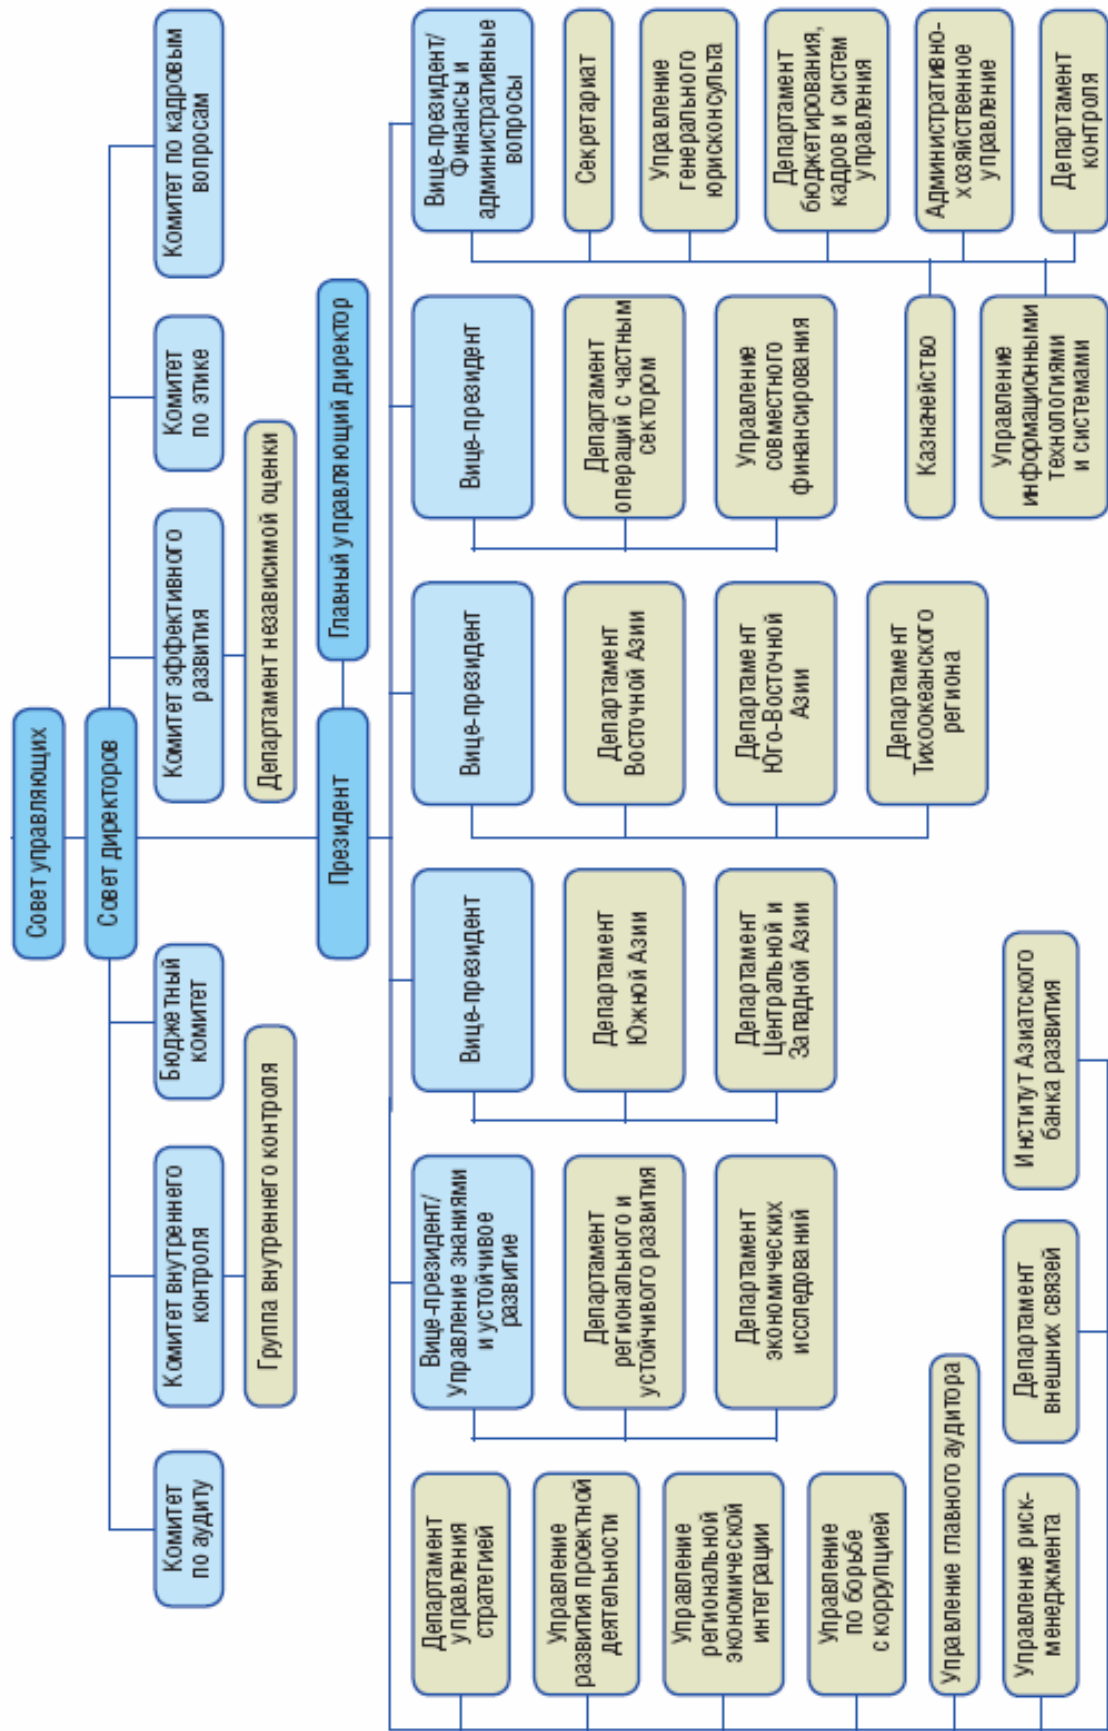 Совет управляющих
Совет директоров
Комитет
по аудиту
Комитет внутреннего
контроля
Бюджетный
комитет
Комитет эффективного
развития
Комитет
по этике
Комитет по кадровым
вопросам
Группа внутреннего контроля
Департамент независимой оценки
Президент
Главный управляющий директор
Департамент
управления
стратегией
Управление
развития проектной
деятельности
Управление
региональной
экономической
интеграции
Управление
по борьбе
с коррупцией
Управление главного аудитора
Управление риск-
менеджмента
Департамент
внешних связей
Институт Азиатского
банка развития
Вице-президент/
Управление знаниями
и устойчивое
развитие
Департамент
регионального и
устойчивого развития
Департамент
экономических
исследований
Вице-президент
Департамент
Южной Азии
Департамент
Центральной и
Западной Азии
Вице-президент
Департамент
Восточной Азии
Департамент
Юго-Восточной
Азии
Департамент
Тихоокеанского
региона
Вице-президент
Департамент
операций с частным
сектором
Управление
совместного
финансирования
Вице-президент/
Финансы и
административные
вопросы
Секретариат
Управление
генерального
юрисконсульта
Департамент
бюджетирования,
кадров и систем
управления
Административно-
хозяйственное
управление
Департамент
контроля
Казначейство
Управление
информационными
технологиями
и системами